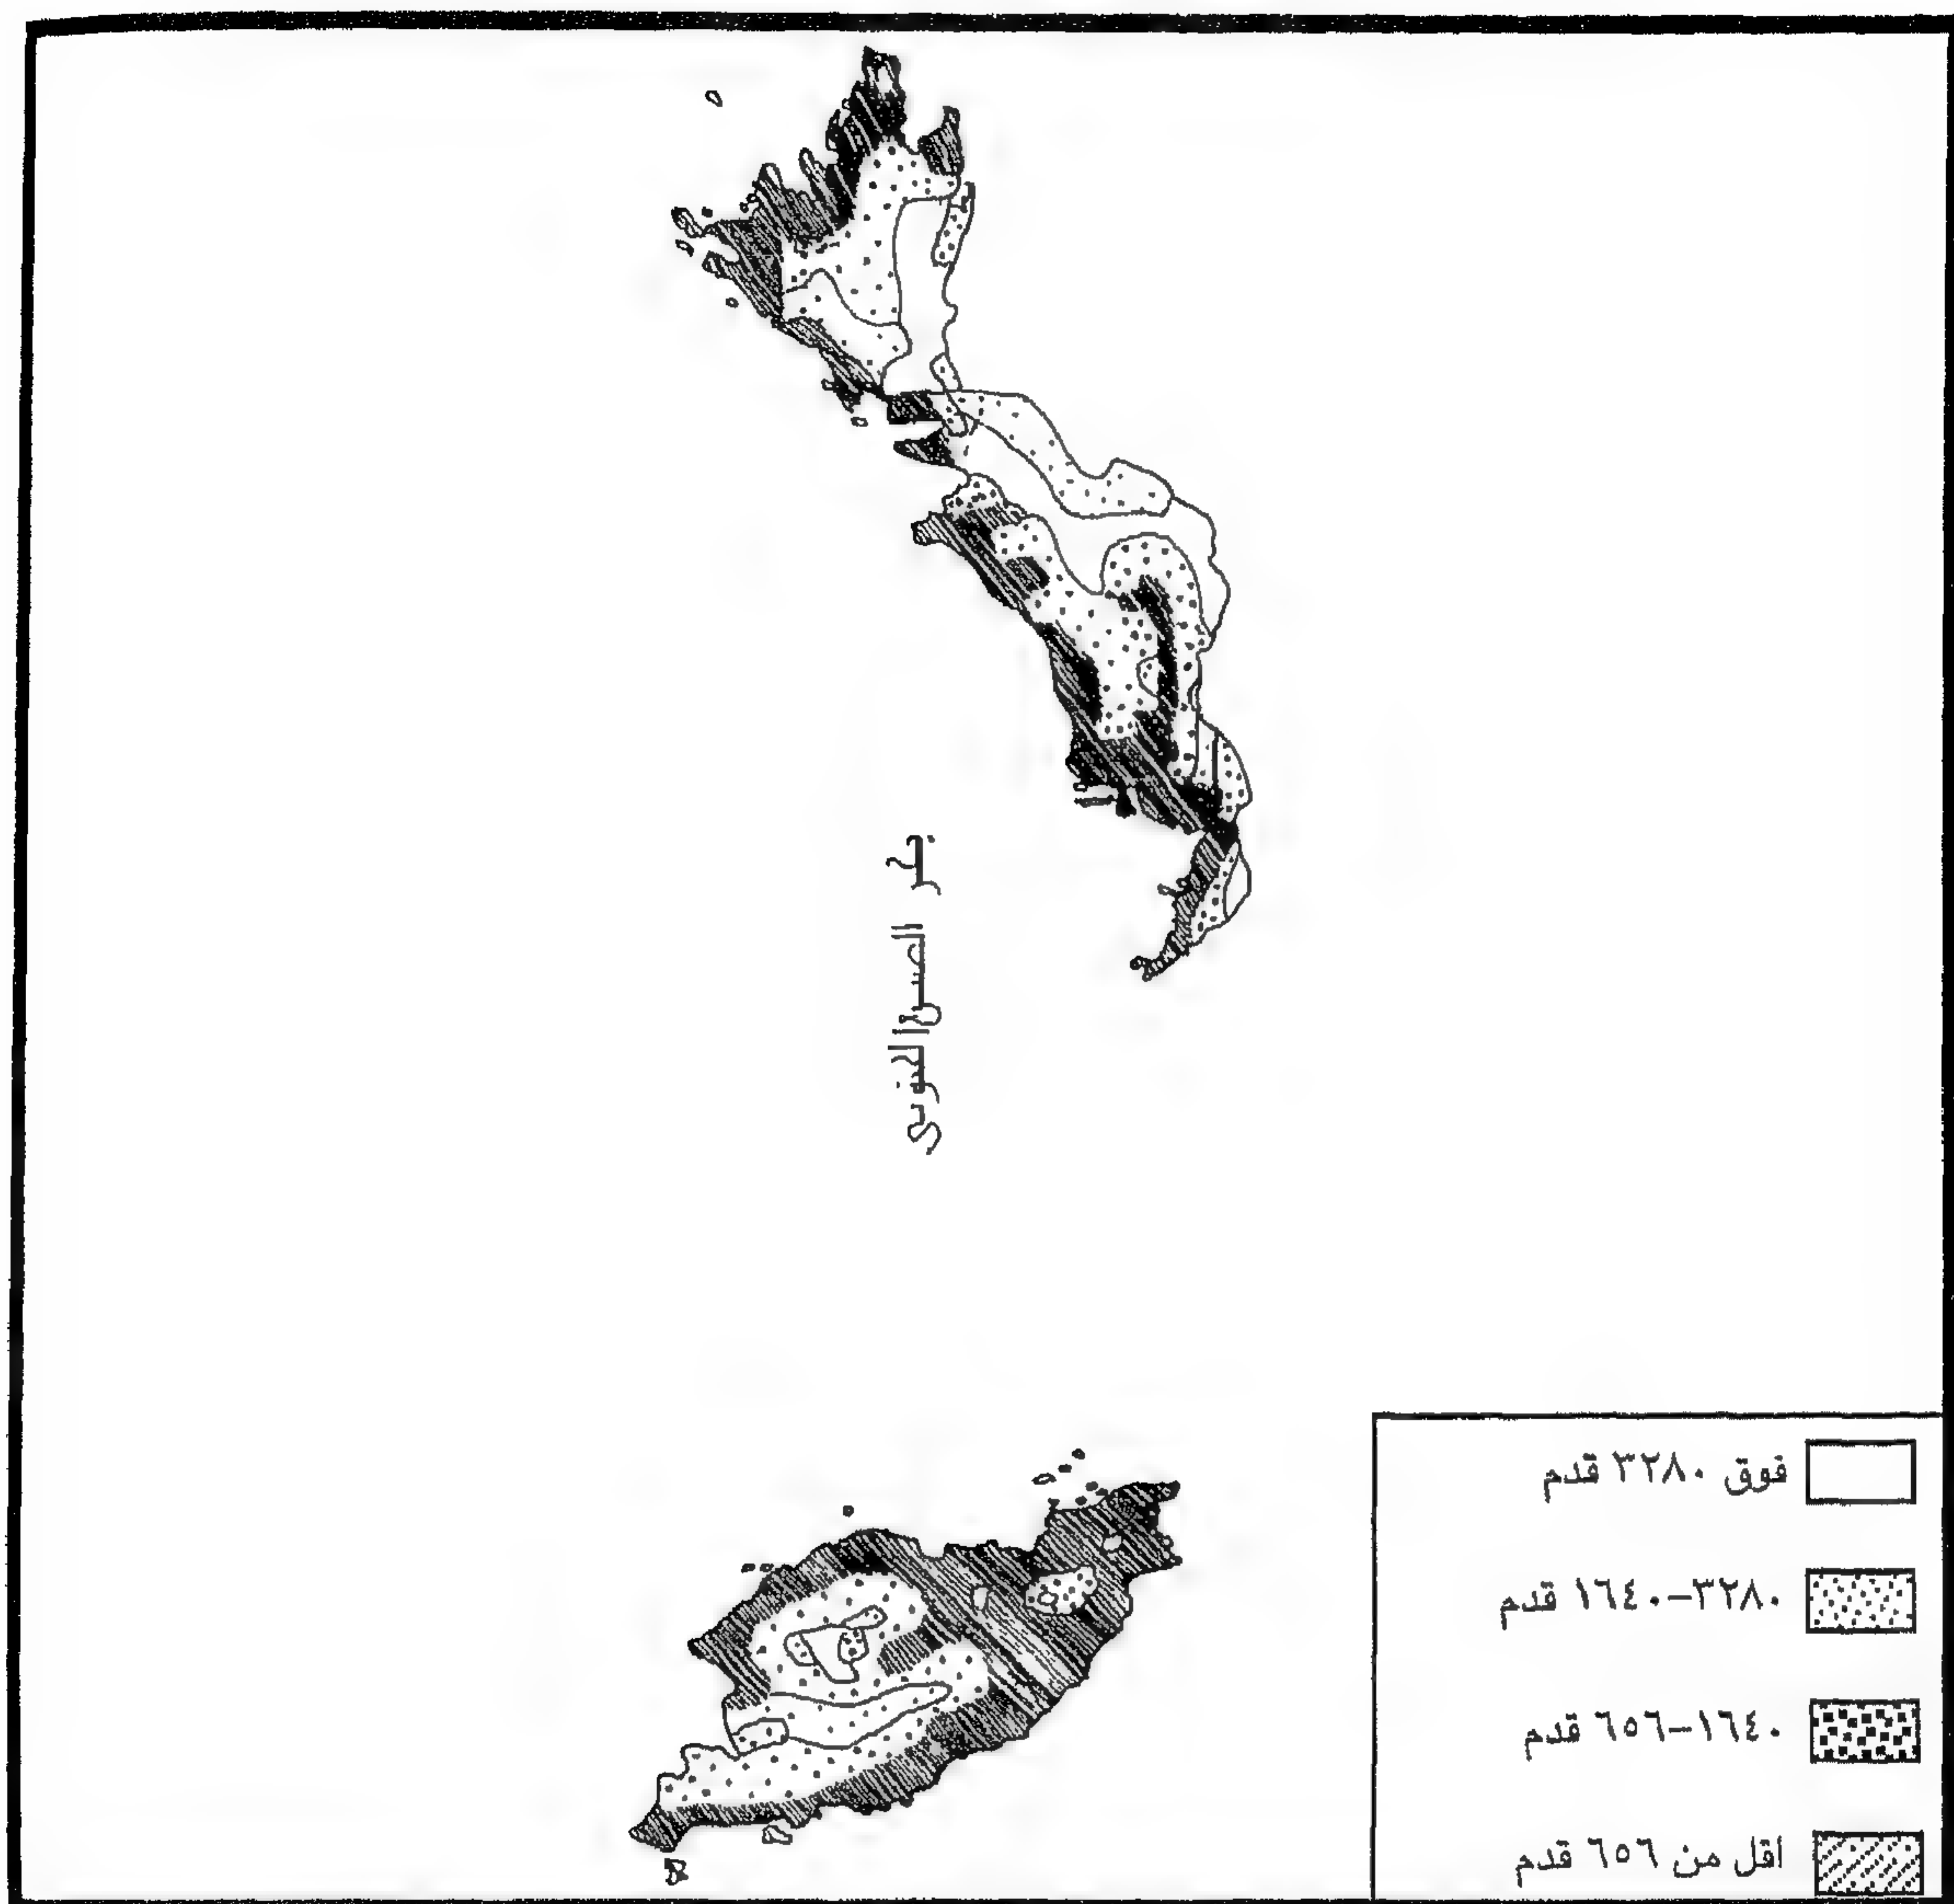 بحر الصين الجنوبي
فوق ٣٢٨٠ قدم
٣٢٨٠-١٦٤٠ قدم
١٦٤٠-٦٥٦ قدم
اقل من ٦٥٦ قدم